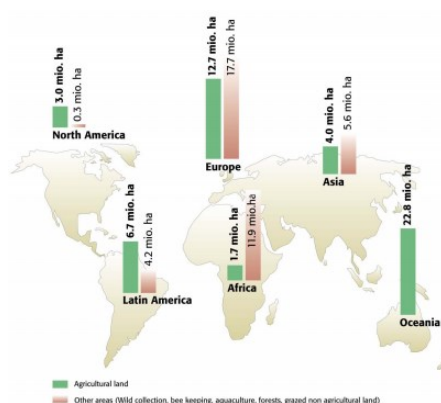 3.0 mio. ha
0.3 mio. ha
North America
12.7 mio. ha
17.7 mio. ha
Europe
4.0 mio. ha
5.6 mio. ha
Asia
6.7 mio. ha
4.2 mio. ha
Latin America
1.7 mio. ha
11.9 mio.ha
Africa
22.8 mio. ha
Oceania
Agricultural land
Other areas (Wild collection, bee keeping, aquaculture, forests, grazed non agricultural land)